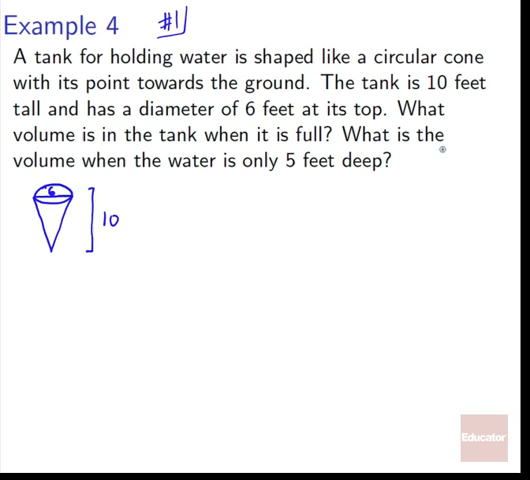 Example 4 #1
A tank for holding water is shaped like a circular cone
with its point towards the ground. The tank is 10 feet
tall and has a diameter of 6 feet at its top. What
volume is in the tank when it is full? What is the
volume when the water is only 5 feet deep?
6
10
Educator